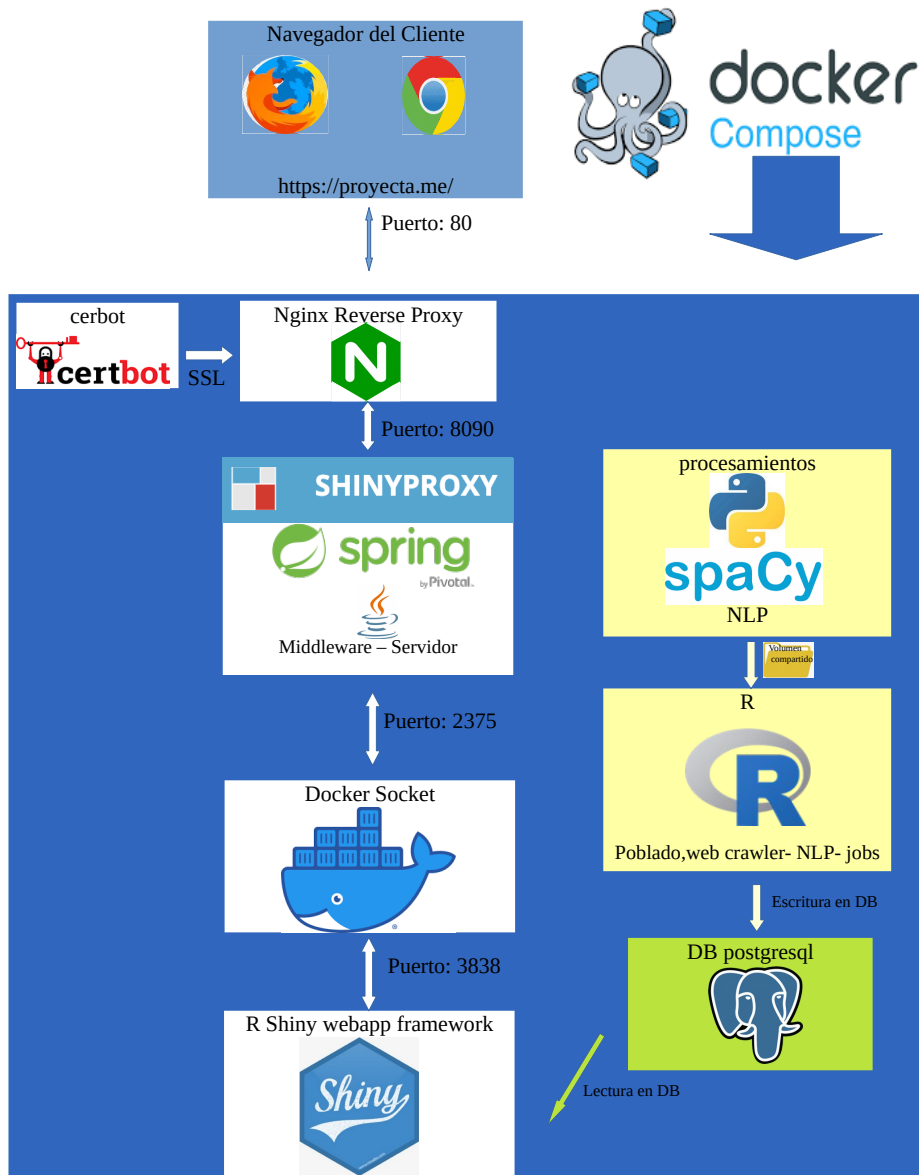 Navegador del Cliente
https://proyecta.me/
docker
Compose
Puerto: 80
cerbot
certbot
SSL
Nginx Reverse Proxy
N
Puerto: 8090
SHINYPROXY
spring
by Pivotal™
Middleware – Servidor
Puerto: 2375
Docker Socket
Puerto: 3838
R Shiny webapp framework
Shiny
procesamientos
spaCy
NLP
Volumen
compartido
R
R
Poblado,web crawler- NLP- jobs
Escritura en DB
DB postgresql
Lectura en DB